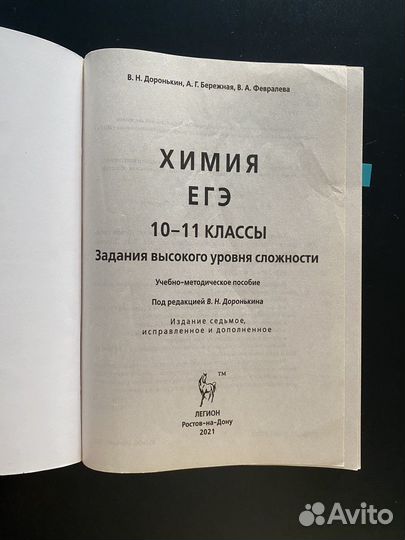 В. Н. Доронькин, А. Г. Бережная, В. А. Февралева
ХИМИЯ
ЕГЭ
10–11 КЛАССЫ
Задания высокого уровня сложности
Учебно-методическое пособие
Под редакцией В. Н. Доронькина
Издание седьмое,
исправленное и дополненное
TM
ЛЕГИОН
Ростов-на-Дону
2021
Avito